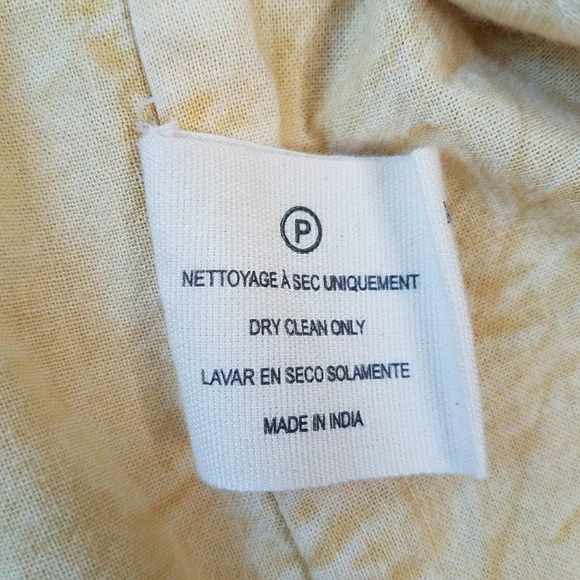 P
NETTOYAGE À SEC UNIQUEMENT
DRY CLEAN ONLY
LAVAR EN SECO SOLAMENTE
MADE IN INDIA